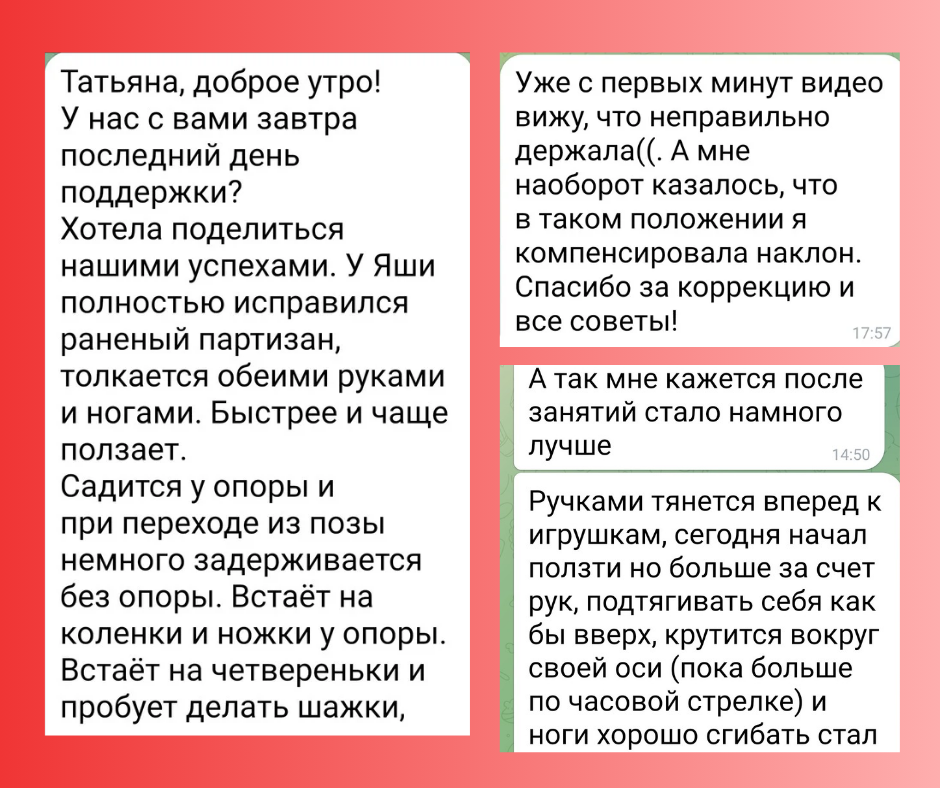 Татьяна, доброе утро!
У нас с вами завтра
последний день
поддержки?
Хотела поделиться
нашими успехами. У Яши
полностью исправился
раненый партизан,
толкается обеими руками
и ногами. Быстрее и чаще
ползает.
Садится у опоры и
при переходе из позы
немного задерживается
без опоры. Встаёт на
коленки и ножки у опоры.
Встаёт на четвереньки и
пробует делать шажки,
Уже с первых минут видео
вижу, что неправильно
держала((. А мне
наоборот казалось, что
в таком положении я
компенсировала наклон.
Спасибо за коррекцию и
все советы!
17:57
А так мне кажется после
занятий стало намного
лучше
14:50
Ручками тянется вперед к
игрушкам, сегодня начал
ползти но больше за счет
рук, подтягивать себя как
бы вверх, крутится вокруг
своей оси (пока больше
по часовой стрелке) и
ноги хорошо сгибать стал